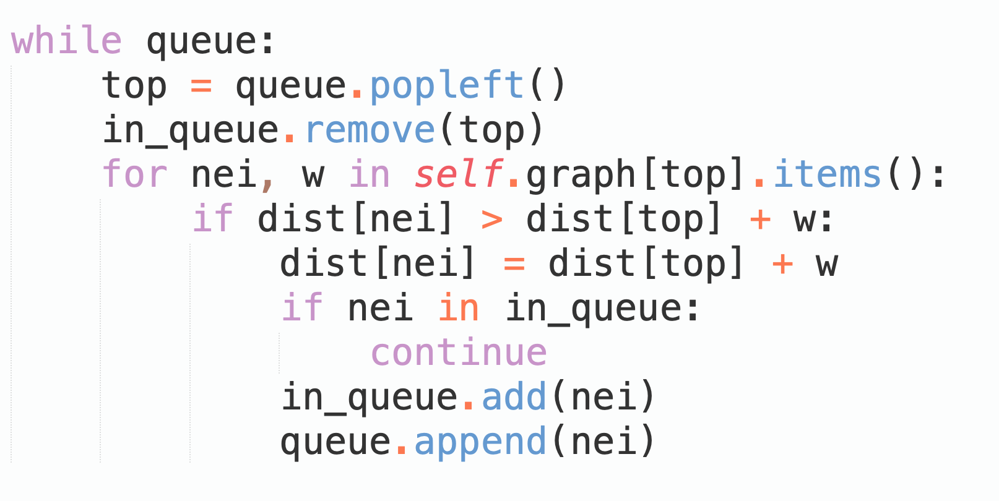 while queue:
    top = queue.popleft()
    in_queue.remove(top)
    for nei, w in self.graph[top].items():
        if dist[nei] > dist[top] + w:
            dist[nei] = dist[top] + w
            if nei in in_queue:
                continue
            in_queue.add(nei)
            queue.append(nei)